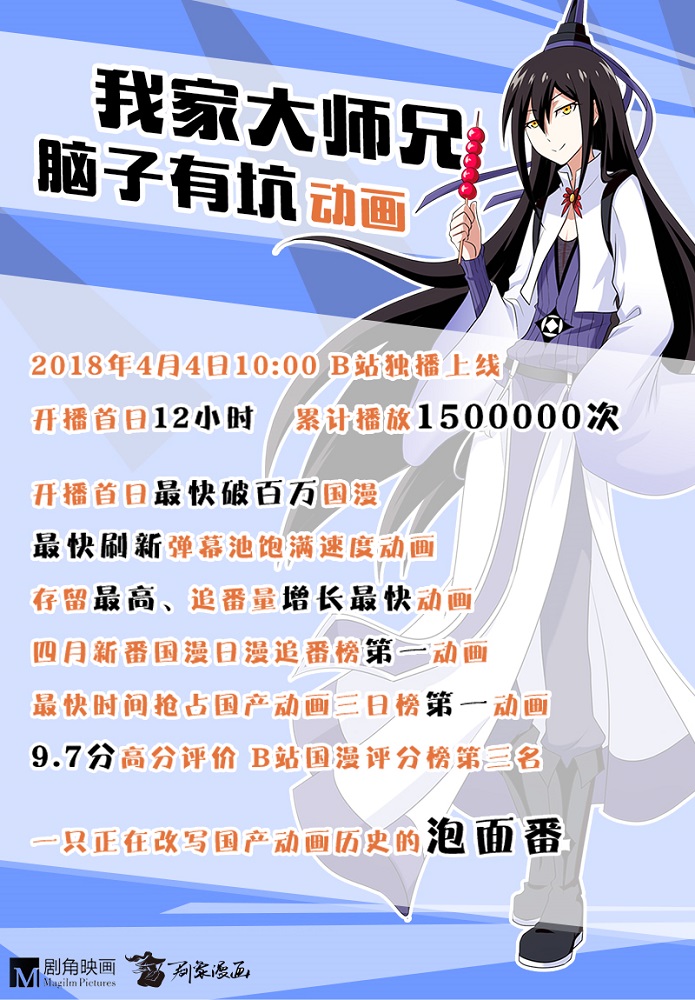 我家大师兄
脑子有坑动画
2018年4月4日10:00 B站独播上线
开播首日12小时 累计播放1500000次
开播首日最快破百万国漫
最快刷新弹幕池饱满速度动画
存留最高、追番量增长最快动画
四月新番国漫日漫追番榜第一动画
最快时间抢占国产动画三日榜第一动画
9.7分高分评价 B站国漫评分榜第三名
一只正在改写国产动画历史的泡面番
M 剧角映画
Magilm Pictures
漫画